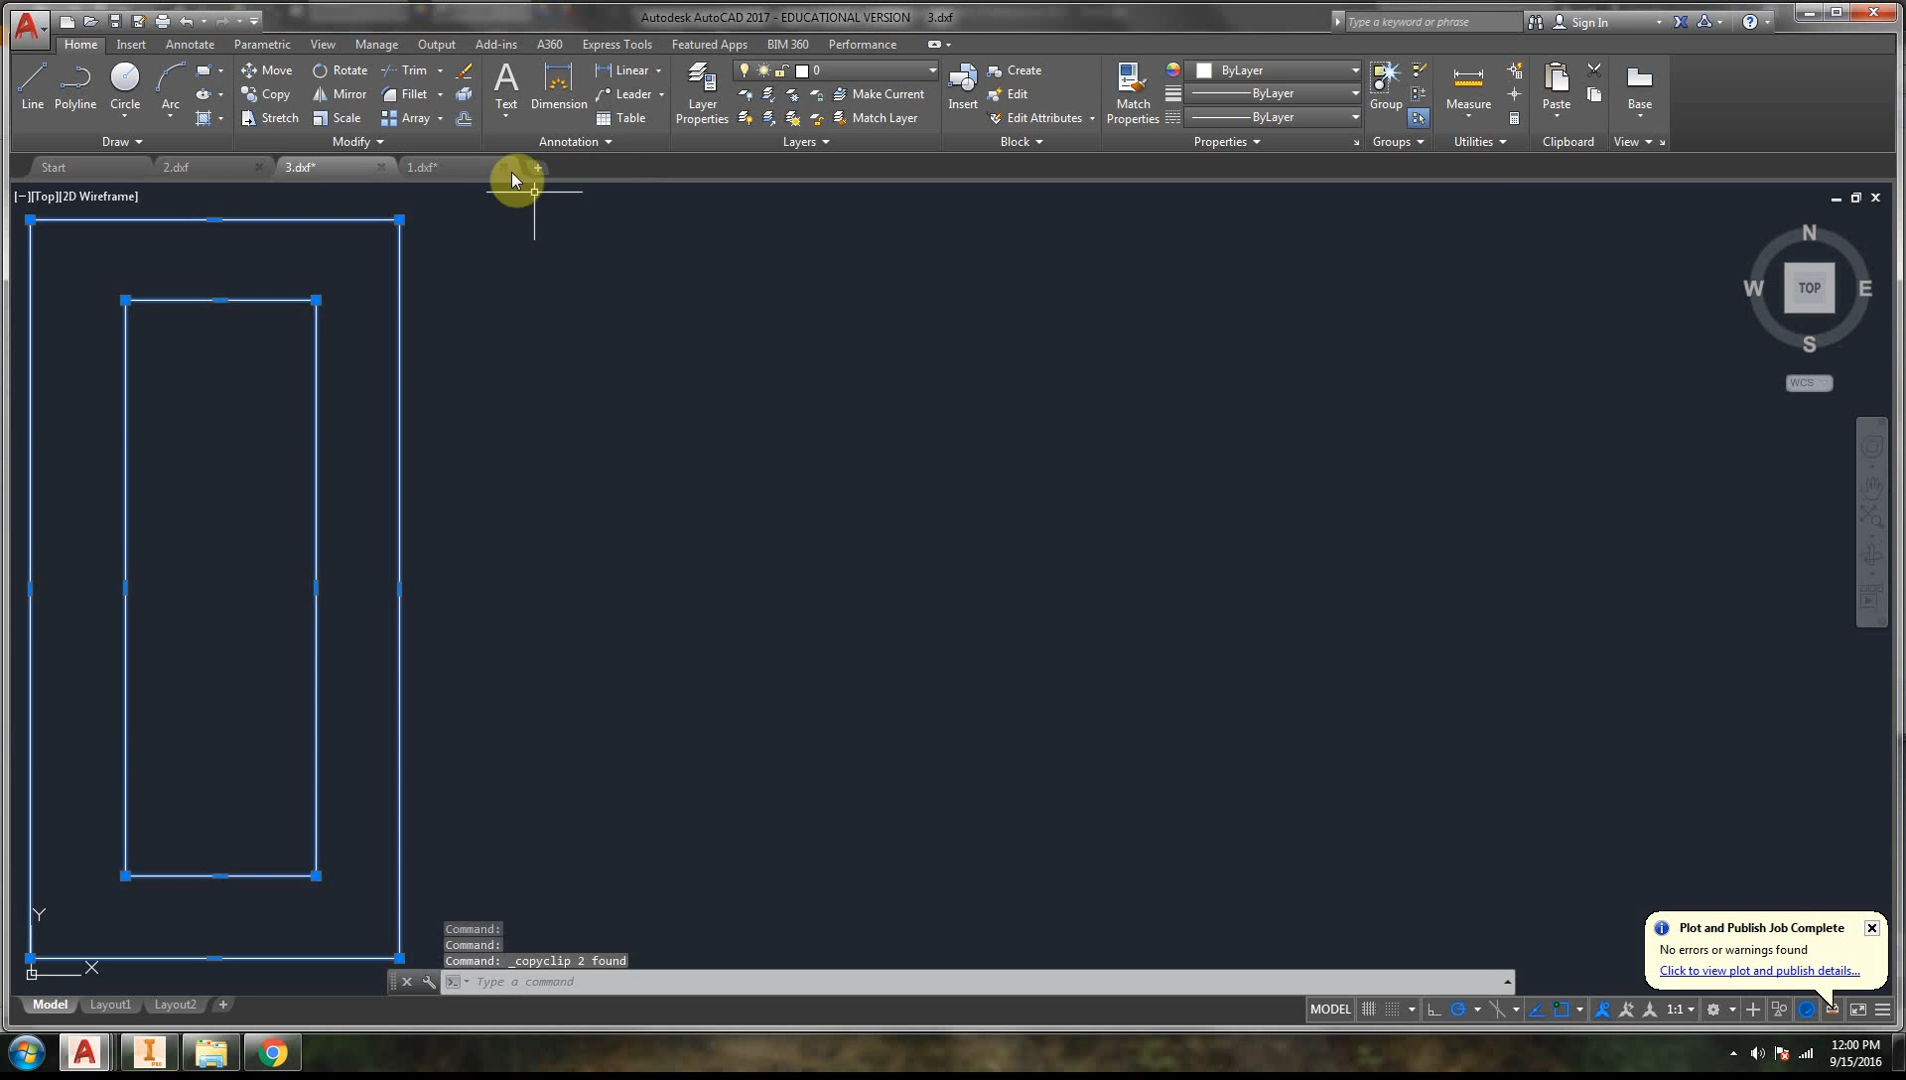 Autodesk AutoCAD 2017 - EDUCATIONAL VERSION 3.dxf
Type a keyword or phrase
Sign In
Home Insert Annotate Parametric View Manage Output Add-ins A360 Express Tools Featured Apps BIM 360 Performance
Line
Polyline
Circle
Arc
Draw
Move
Rotate
Trim
Copy
Mirror
Fillet
Stretch
Scale
Array
Modify
Text
Dimension
Linear
Leader
Table
Annotation
Layer
Properties
0
Make Current
Match Layer
Layers
Insert
Create
Edit
Edit Attributes
Block
Match
Properties
ByLayer
ByLayer
ByLayer
Properties
Group
Groups
Measure
Utilities
Paste
Clipboard
Base
View
Start 2.dxf 3.dxf* 1.dxf*
[−][Top][2D Wireframe]
N
W TOP E
S
WCS
Y
X
Command:
Command:
Command: _copyclip 2 found
Type a command
Plot and Publish Job Complete
No errors or warnings found
Click to view plot and publish details...
Model Layout1 Layout2 +
MODEL
1:1
12:00 PM
9/15/2016